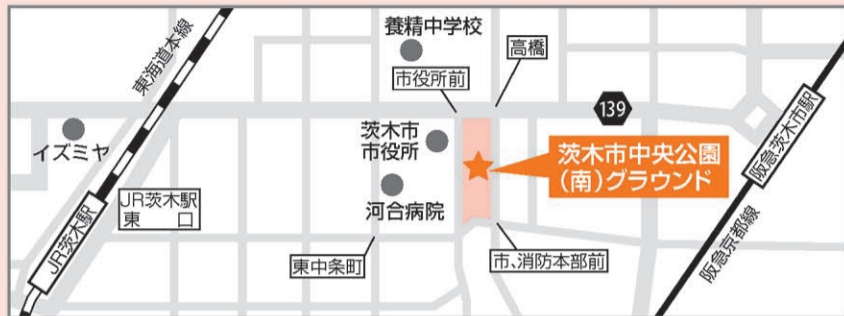 養精中学校
高橋
市役所前
東海道本線
139
イズミヤ
茨木市
市役所
茨木市中央公園
(南)グラウンド
阪急茨木市駅
JR茨木駅
東 口
河合病院
JR茨木駅
東中条町
市、消防本部前
阪急京都線